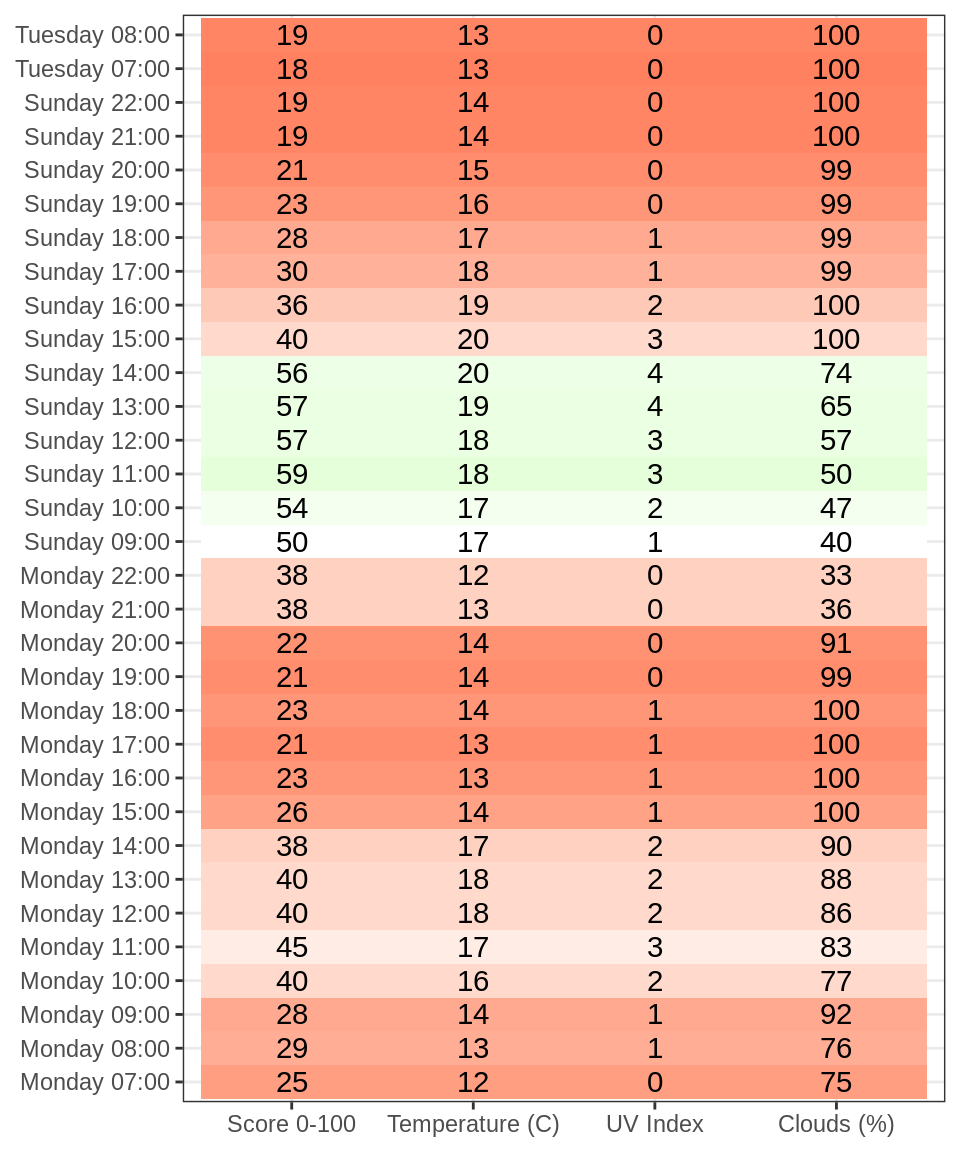 Tuesday 08:00 19 13 0 100
Tuesday 07:00 18 13 0 100
Sunday 22:00 19 14 0 100
Sunday 21:00 19 14 0 100
Sunday 20:00 21 15 0 99
Sunday 19:00 23 16 0 99
Sunday 18:00 28 17 1 99
Sunday 17:00 30 18 1 99
Sunday 16:00 36 19 2 100
Sunday 15:00 40 20 3 100
Sunday 14:00 56 20 4 74
Sunday 13:00 57 19 4 65
Sunday 12:00 57 18 3 57
Sunday 11:00 59 18 3 50
Sunday 10:00 54 17 2 47
Sunday 09:00 50 17 1 40
Monday 22:00 38 12 0 33
Monday 21:00 38 13 0 36
Monday 20:00 22 14 0 91
Monday 19:00 21 14 0 99
Monday 18:00 23 14 1 100
Monday 17:00 21 13 1 100
Monday 16:00 23 13 1 100
Monday 15:00 26 14 1 100
Monday 14:00 38 17 2 90
Monday 13:00 40 18 2 88
Monday 12:00 40 18 2 86
Monday 11:00 45 17 3 83
Monday 10:00 40 16 2 77
Monday 09:00 28 14 1 92
Monday 08:00 29 13 1 76
Monday 07:00 25 12 0 75
Score 0-100 Temperature (C) UV Index Clouds (%)